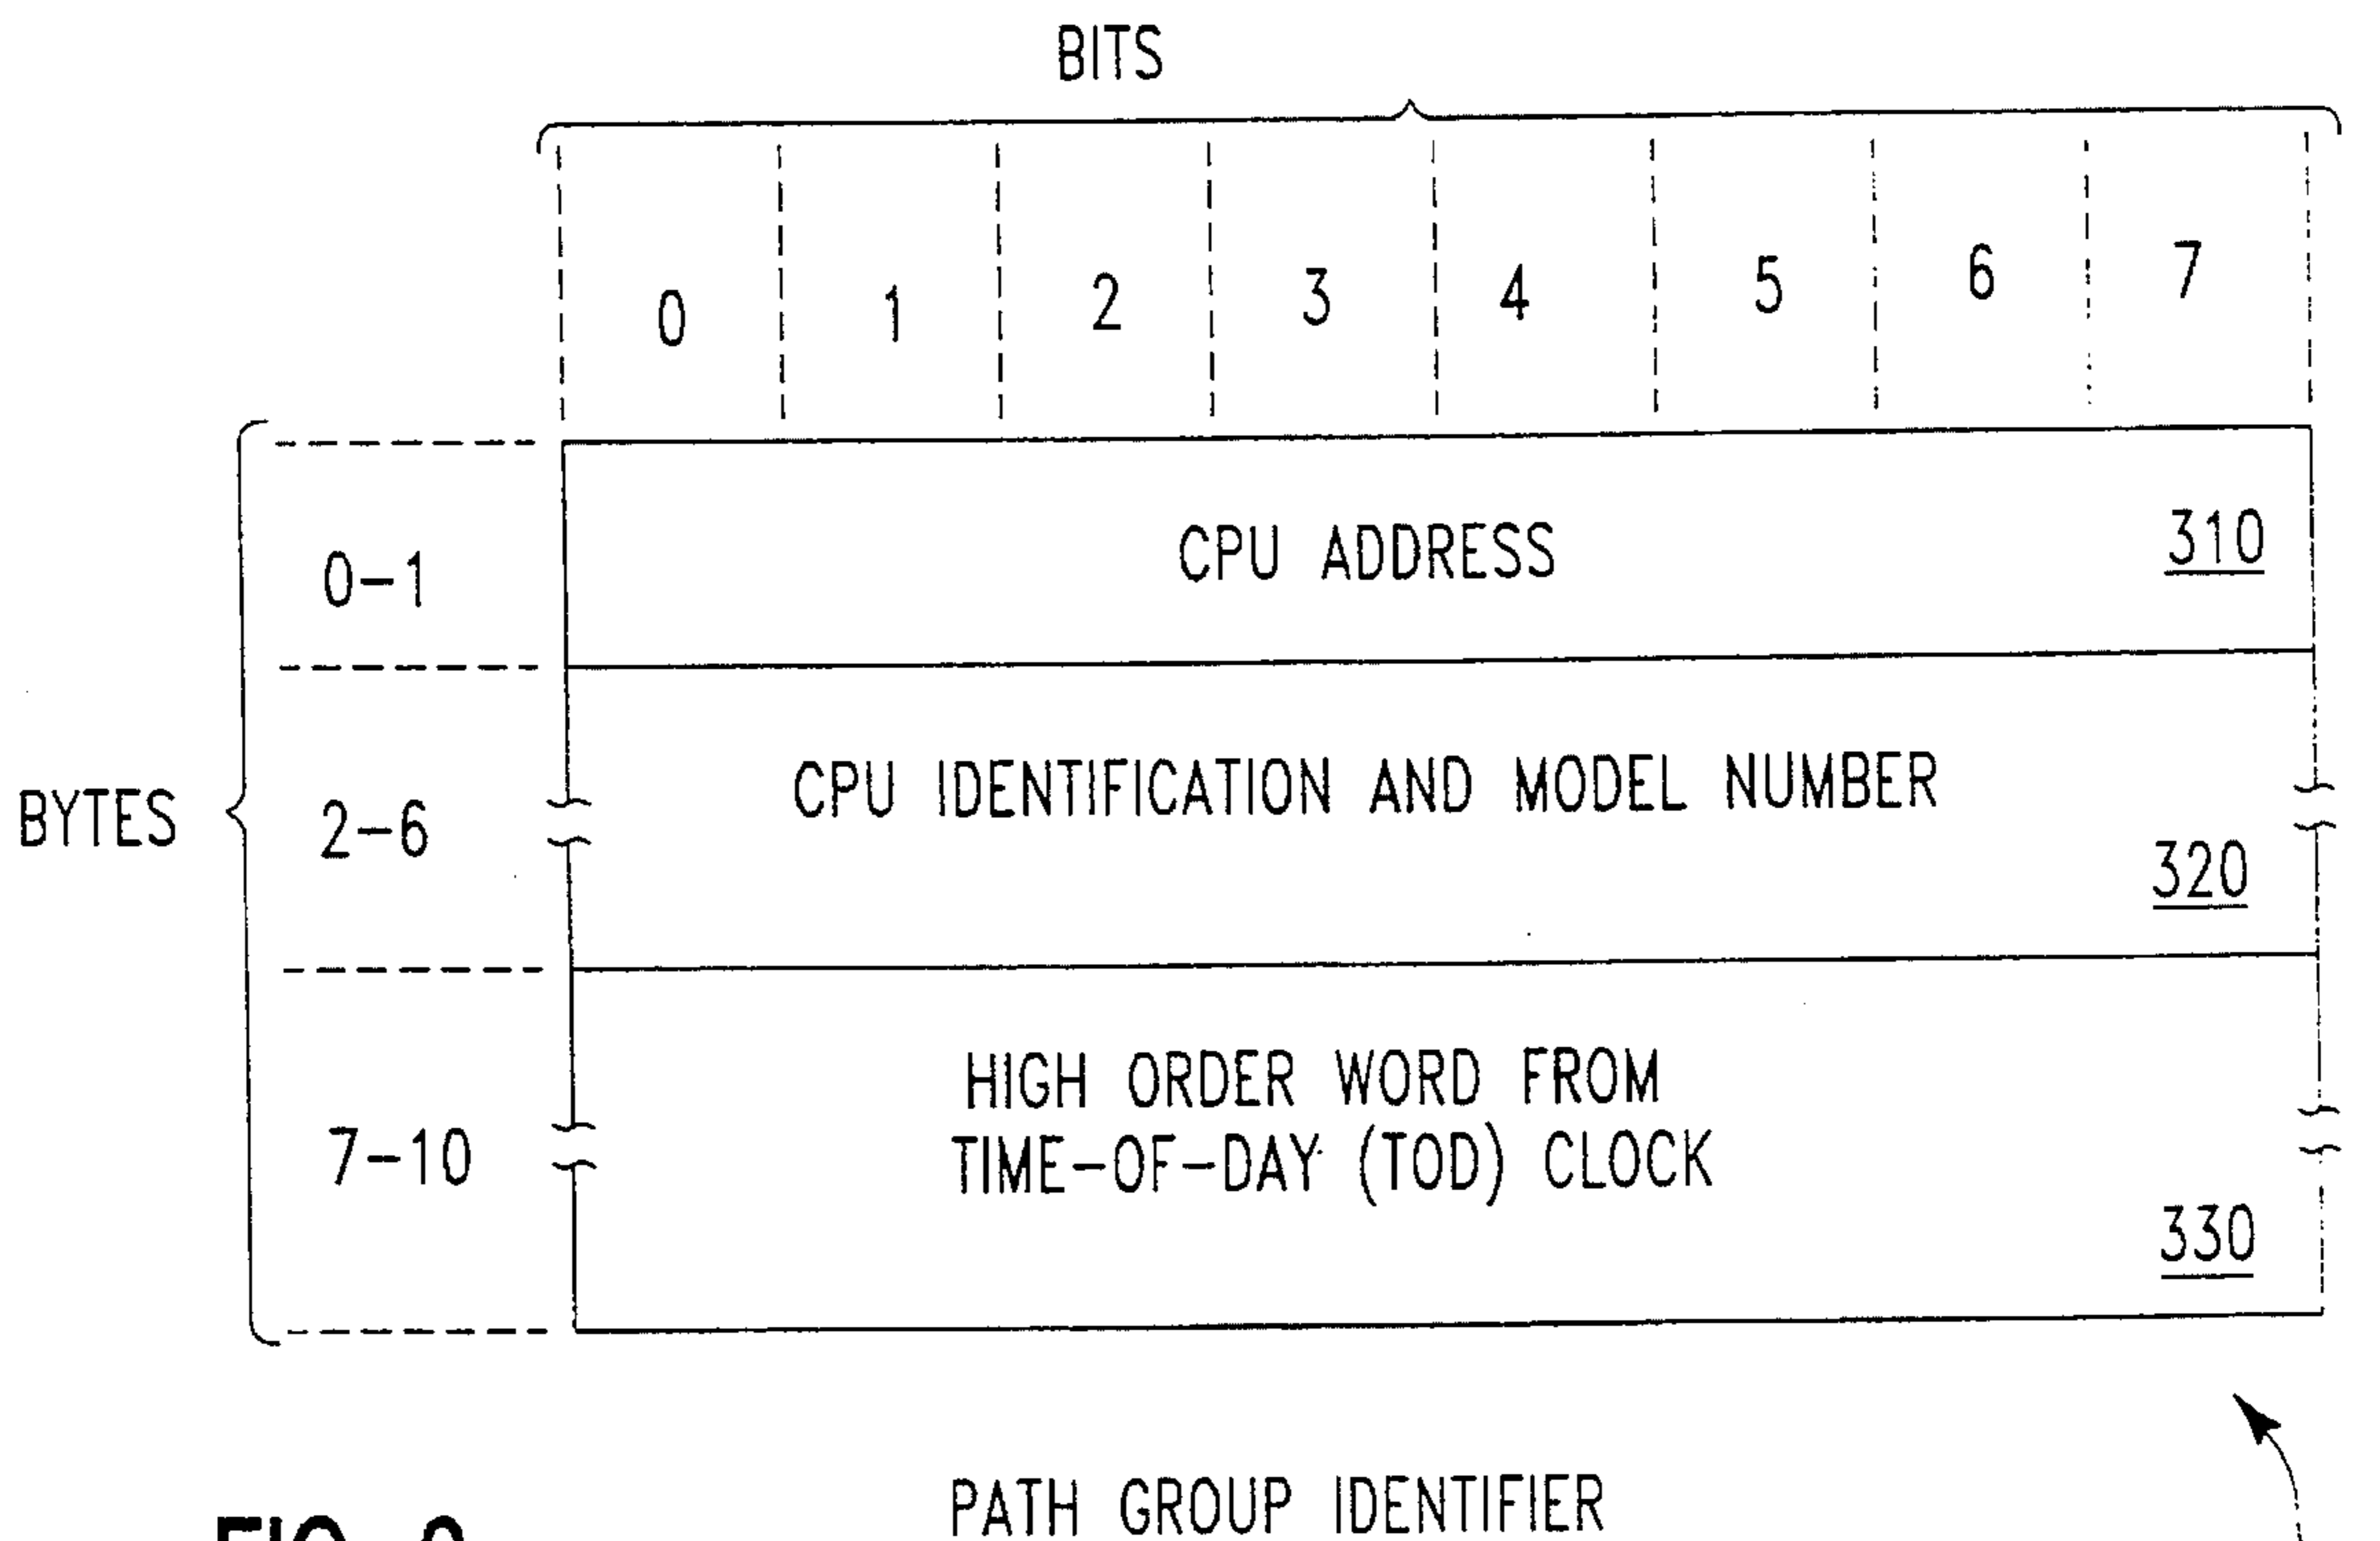 BITS
0 1 2 3 4 5 6 7
BYTES
0-1 CPU ADDRESS 310
2-6 CPU IDENTIFICATION AND MODEL NUMBER
320
7-10 HIGH ORDER WORD FROM
TIME-OF-DAY (TOD) CLOCK
330
PATH GROUP IDENTIFIER